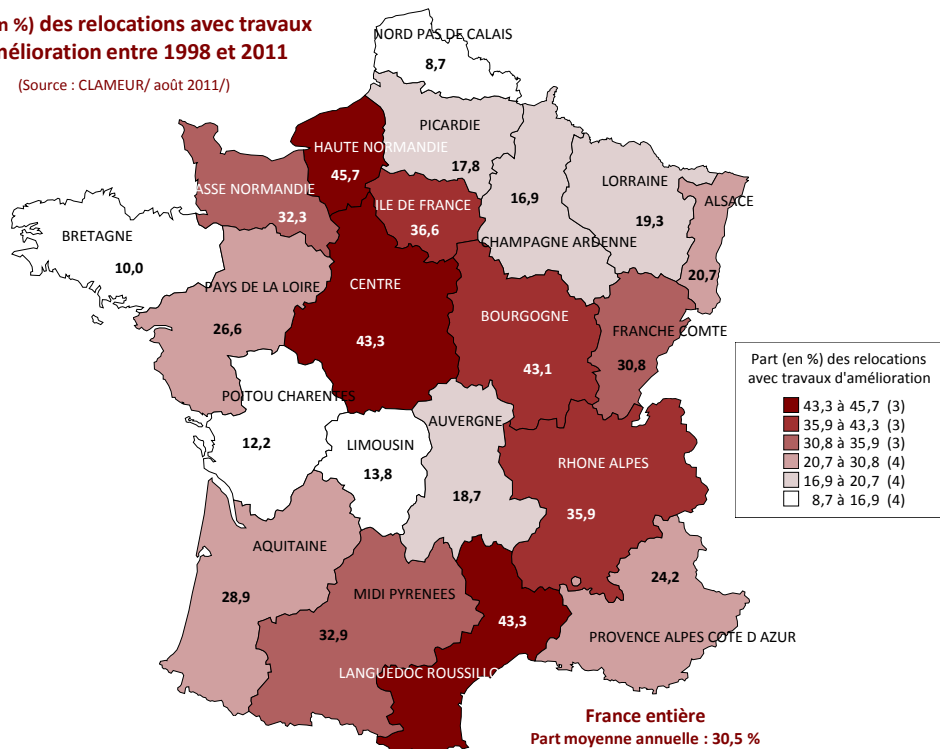 n %) des relocations avec travaux
mélioration entre 1998 et 2011
(Source : CLAMEUR/ août 2011/)
NORD PAS DE CALAIS
8,7
PICARDIE
17,8
HAUTE NORMANDIE
45,7
ASSE NORMANDIE
32,3
ILE DE FRANCE
36,6
16,9
CHAMPAGNE ARDENNE
LORRAINE
19,3
ALSACE
20,7
BRETAGNE
10,0
PAYS DE LA LOIRE
26,6
CENTRE
43,3
BOURGOGNE
43,1
FRANCHE COMTE
30,8
POITOU CHARENTES
12,2
LIMOUSIN
13,8
AUVERGNE
18,7
RHONE ALPES
35,9
AQUITAINE
28,9
MIDI PYRENEES
32,9
43,3
LANGUEDOC ROUSSILLO
24,2
PROVENCE ALPES COTE D AZUR
Part (en %) des relocations
avec travaux d'amélioration
43,3 à 45,7 (3)
35,9 à 43,3 (3)
30,8 à 35,9 (3)
20,7 à 30,8 (4)
16,9 à 20,7 (4)
8,7 à 16,9 (4)
France entière
Part moyenne annuelle : 30,5 %